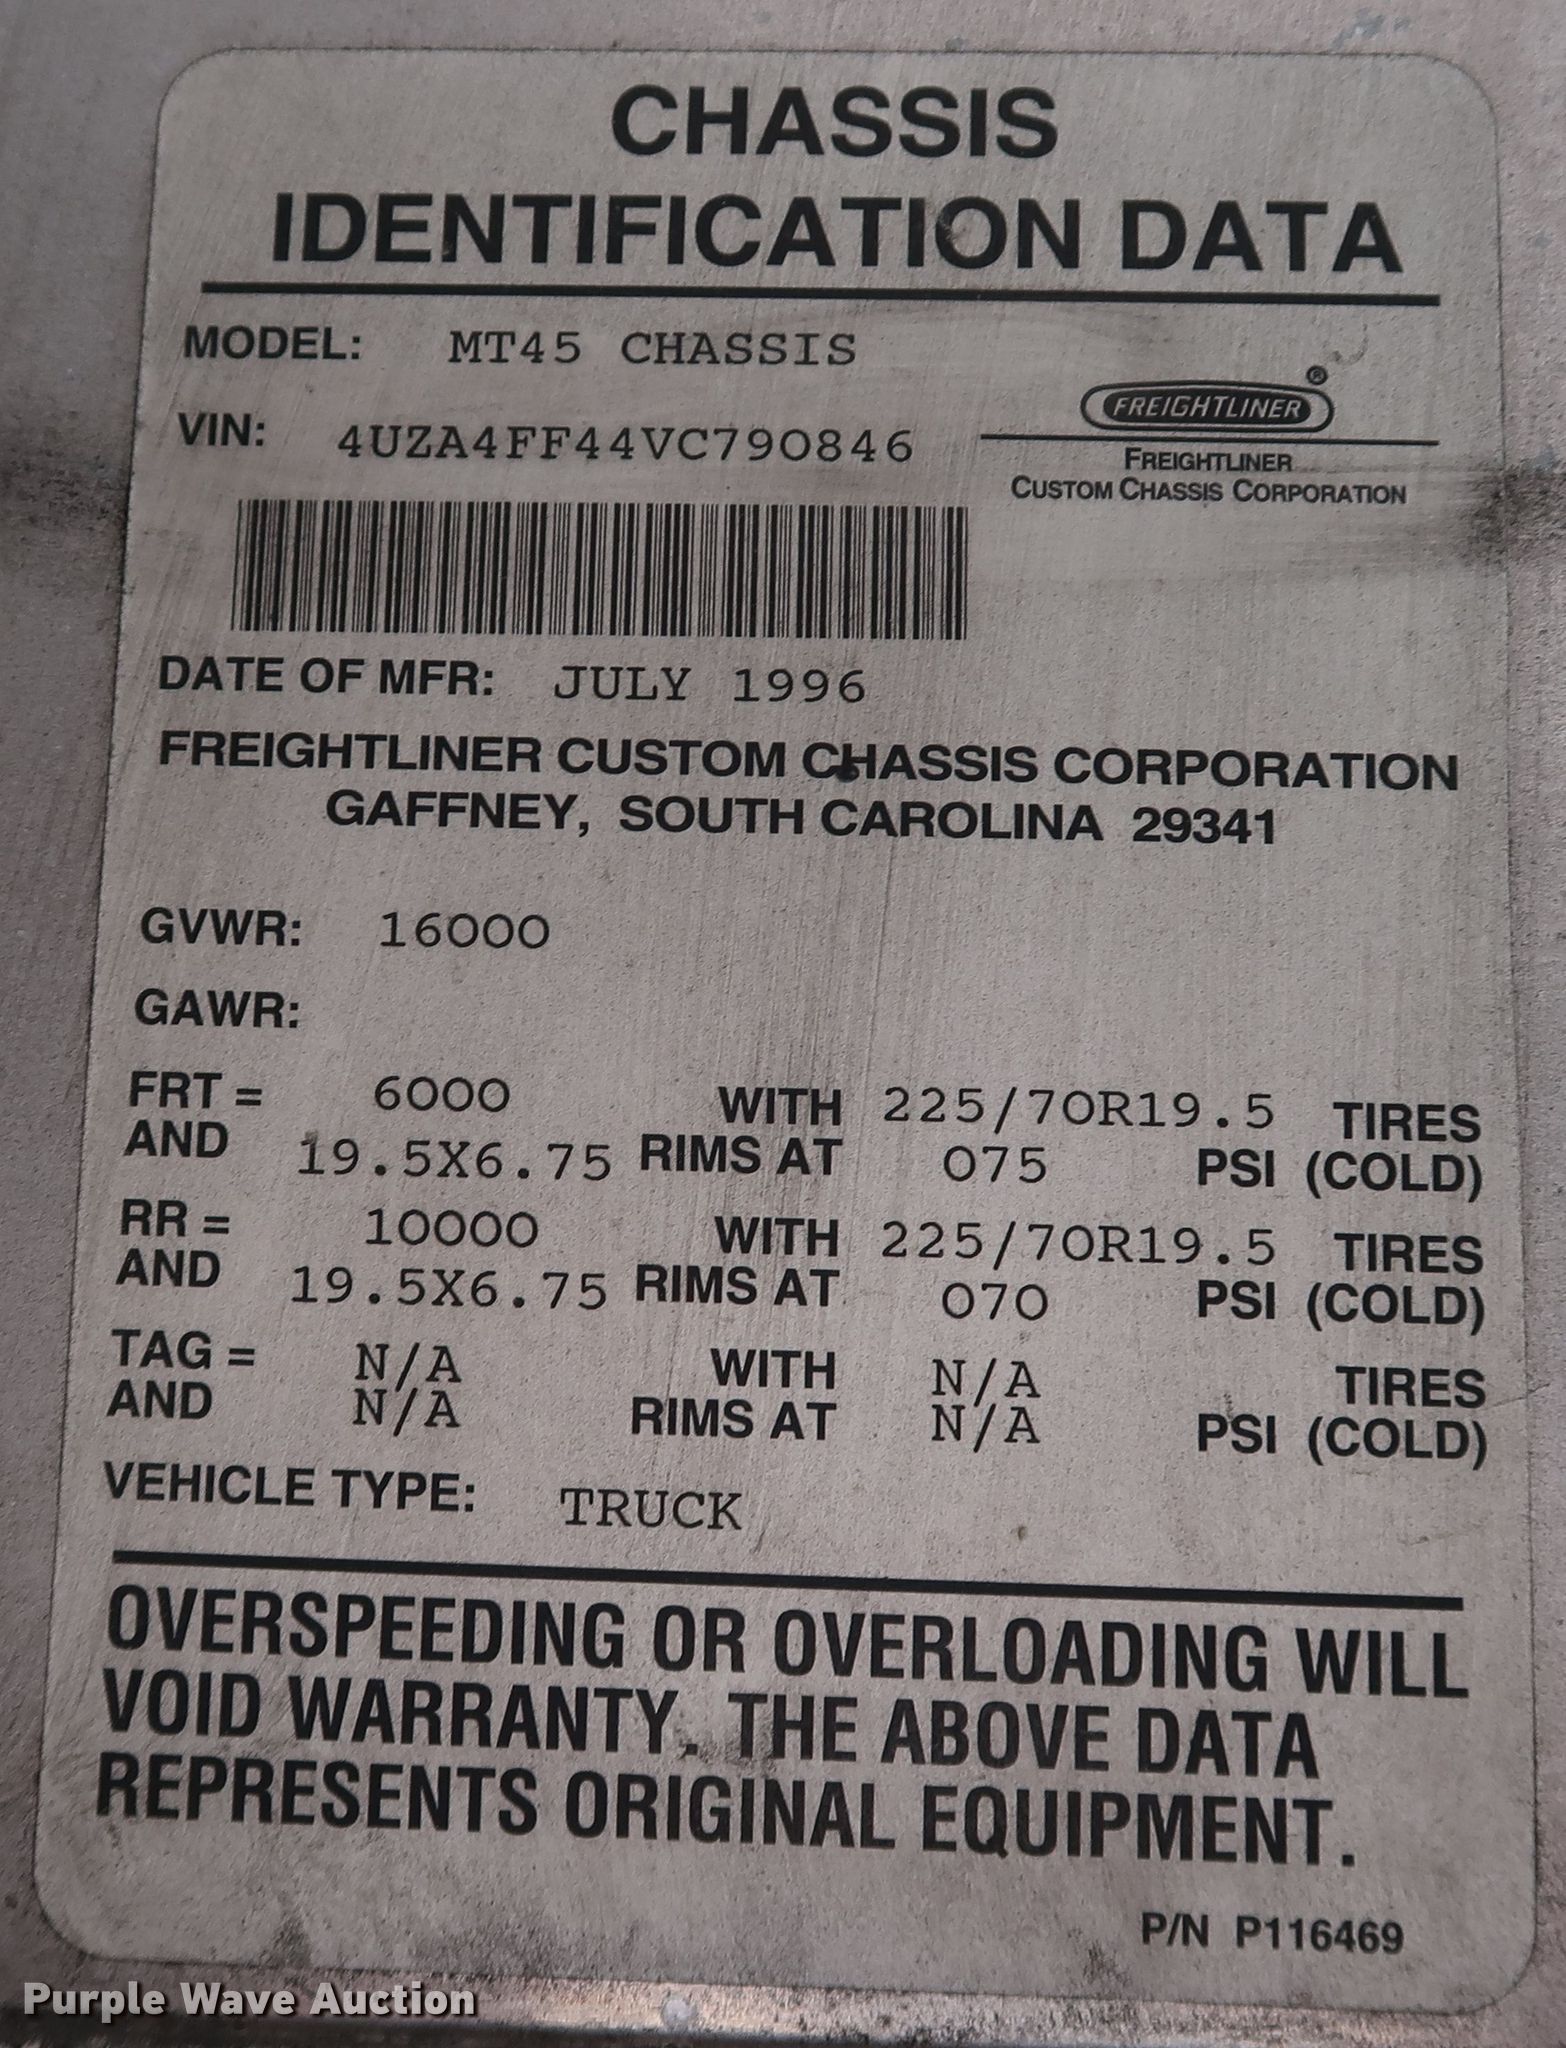 CHASSIS
IDENTIFICATION DATA
MODEL: MT45 CHASSIS
VIN: 4UZA4FF44VC790846
FREIGHTLINER ®
FREIGHTLINER
CUSTOM CHASSIS CORPORATION
DATE OF MFR: JULY 1996
FREIGHTLINER CUSTOM CHASSIS CORPORATION
GAFFNEY, SOUTH CAROLINA 29341
GVWR: 16000
GAWR:
FRT = 6000 WITH 225/70R19.5 TIRES
AND 19.5X6.75 RIMS AT 075 PSI (COLD)
RR = 10000 WITH 225/70R19.5 TIRES
AND 19.5X6.75 RIMS AT 070 PSI (COLD)
TAG = N/A WITH N/A TIRES
AND N/A RIMS AT N/A PSI (COLD)
VEHICLE TYPE: TRUCK
OVERSPEEDING OR OVERLOADING WILL
VOID WARRANTY. THE ABOVE DATA
REPRESENTS ORIGINAL EQUIPMENT.
P/N P116469
Purple Wave Auction